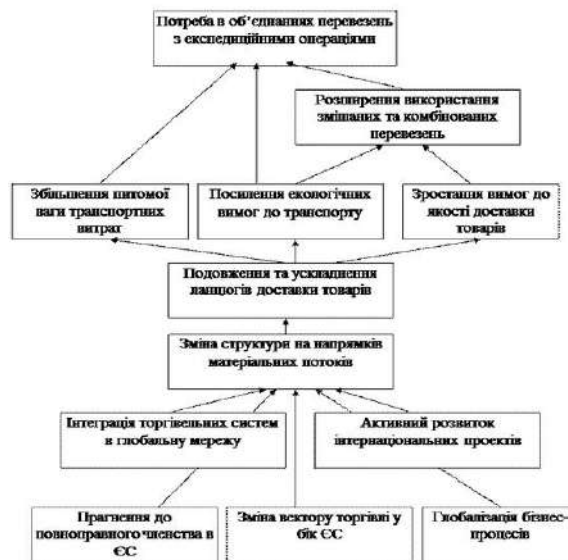 Потреба в об’єднаннях перевезень
з експедиційними операціями
Розширення використання
змішаних та комбінованих
перевезень
Збільшення питомої
ваги транспортних
витрат
Посилення екологічних
вимог до транспорту
Зростання вимог до
якості доставки
товарів
Подовження та ускладнення
ланцюгів доставки товарів
Зміна структури на напрямків
матеріальних потоків
Інтеграція торгівельних систем
в глобальну мережу
Активний розвиток
інтернаціональних проектів
Прагнення до
повноправного членства в
ЄС
Зміна вектору торгівлі у
бік ЄС
Глобалізація бізнес-
процесів